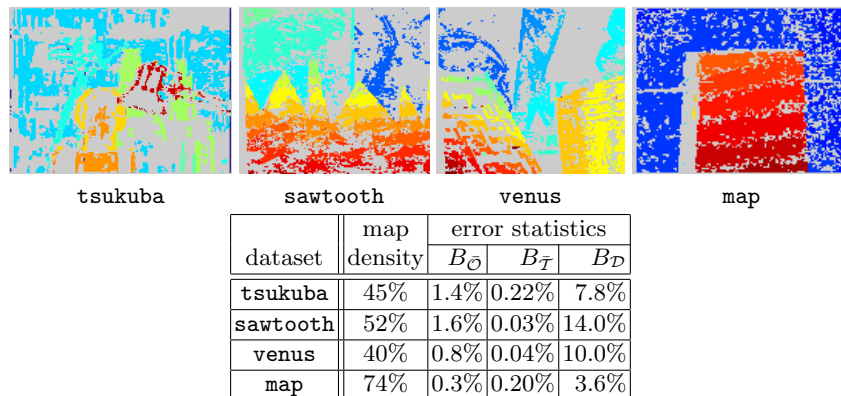 tsukuba sawtooth venus map
map error statistics
dataset density B_Ō B_T̄ B_D
tsukuba 45% 1.4% 0.22% 7.8%
sawtooth 52% 1.6% 0.03% 14.0%
venus 40% 0.8% 0.04% 10.0%
map 74% 0.3% 0.20% 3.6%